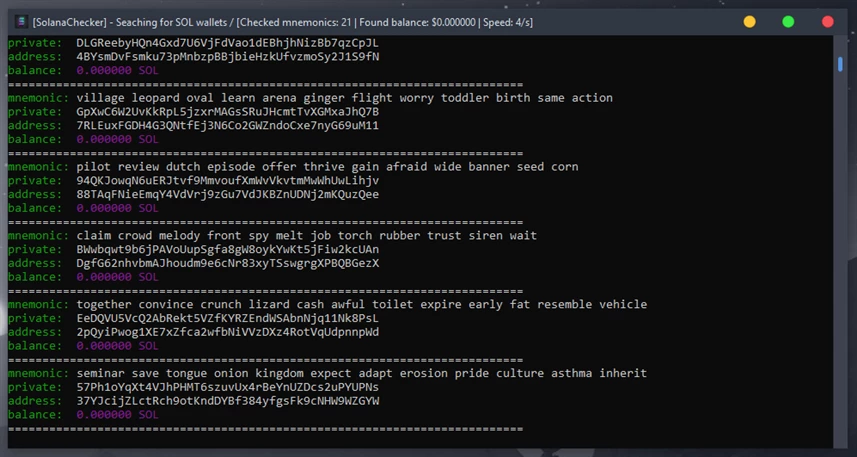 [SolanaChecker] - Seaching for SOL wallets / [Checked mnemonics: 21 | Found balance: $0.000000 | Speed: 4/s]
private: DLGReebyHQn4Gxd7U6VjFdVao1dEBhjhNizBb7qzCpJL
address: 4BYsmDvFsmku73pMnbzpBBjbieHzkUfvzmoSy2J1S9fN
balance: 0.000000 SOL
==============================================================
mnemonic: village leopard oval learn arena ginger flight worry toddler birth same action
private: GpXwC6W2UvKkRpL5jzxrMAGsSRuJHcmtTvXGMxaJhQ7B
address: 7RLEuxFGDH4G3QNtfEj3N6Co2GWZndoCxe7nyG69uM11
balance: 0.000000 SOL
==============================================================
mnemonic: pilot review dutch episode offer thrive gain afraid wide banner seed corn
private: 94QKJowqN6uERJtvf9MmvoufXmWvVkvtmMwWhUwLihjv
address: 88TAqFNieEmqY4VdVrj9zGu7VdJKBZnUDNj2mKQuzQee
balance: 0.000000 SOL
==============================================================
mnemonic: claim crowd melody front spy melt job torch rubber trust siren wait
private: BWwbqwt9b6jPAVoUupSgfa8gW8oykYwKt5jFiw2kcUAn
address: DgfG62nhvbmAJhoudm9e6cNr83xyTSswgrgXPBQBGezX
balance: 0.000000 SOL
==============================================================
mnemonic: together convince crunch lizard cash awful toilet expire early fat resemble vehicle
private: EeDQVU5VcQ2AbRekt5VZfKYRZEndWSAbnNjq11Nk8PsL
address: 2pQyiPwog1XE7xZfca2wfbNiVVzDXz4RotVqUdpnnpWd
balance: 0.000000 SOL
==============================================================
mnemonic: seminar save tongue onion kingdom expect adapt erosion pride culture asthma inherit
private: 57Ph1oYqXt4VJhPHMT6szuvUx4rBeYnUZDcs2uPYUPNs
address: 37YJcijZLctRch9otKndDYBf384yfgsFk9cNHW9WZGYW
balance: 0.000000 SOL
==============================================================